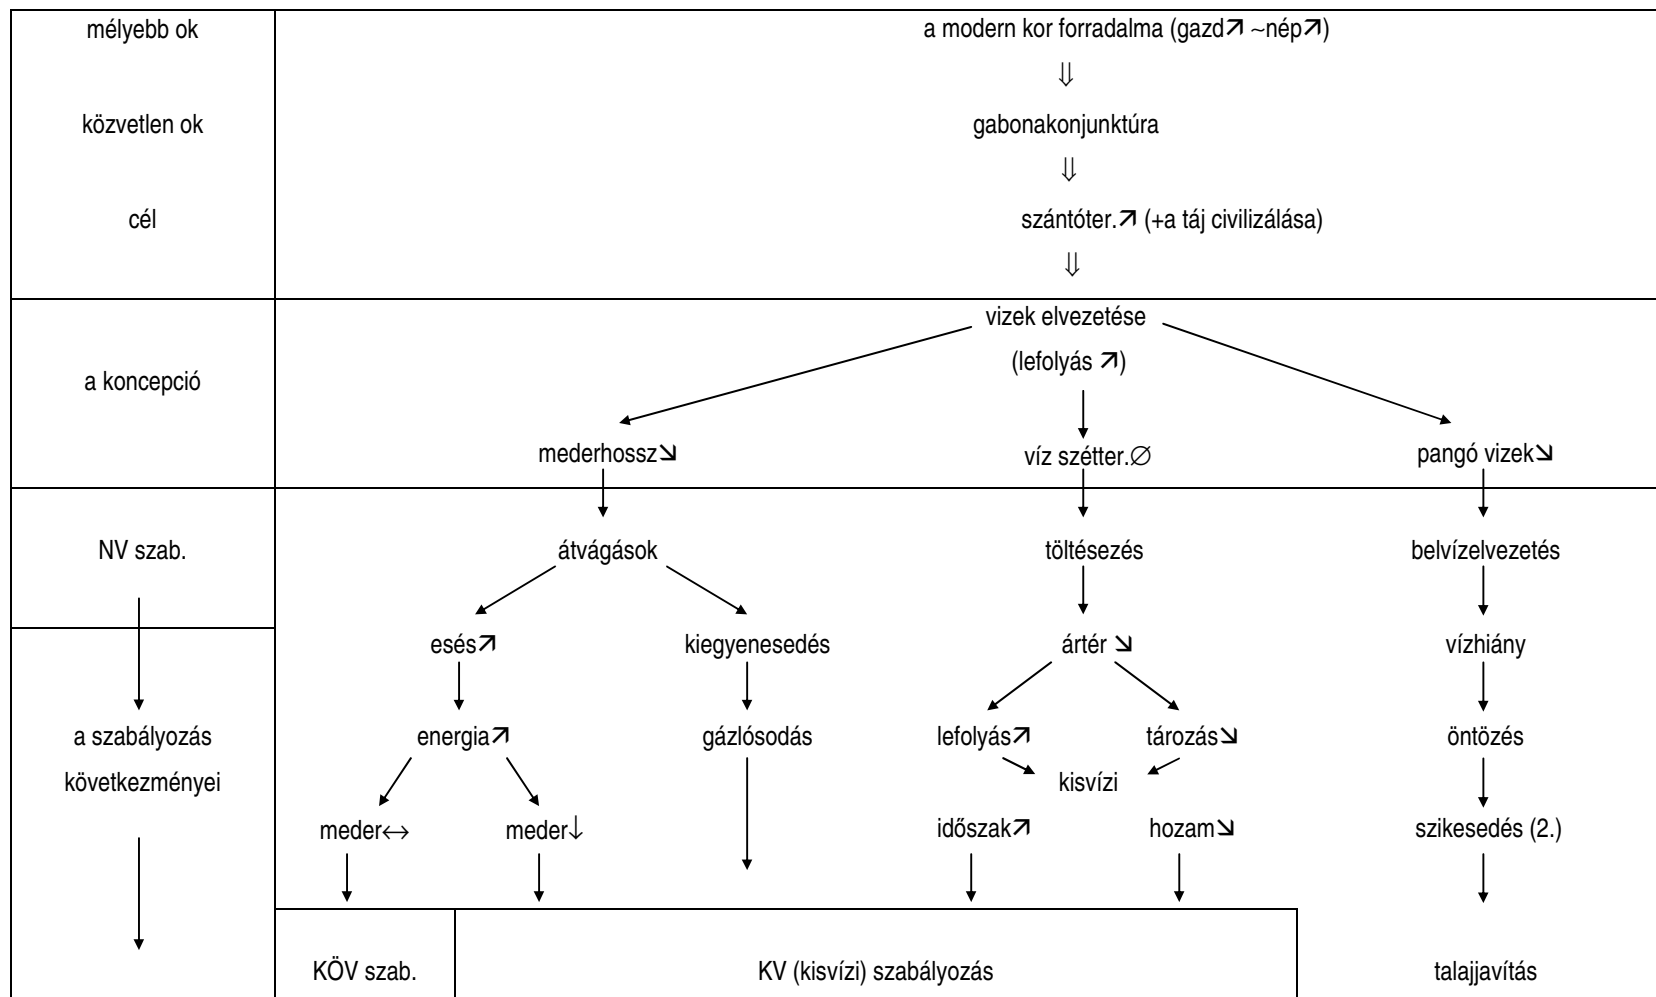 mélyebb ok
a modern kor forradalma (gazd↗ ~nép↗)
⇓
közvetlen ok
gabonakonjunktúra
⇓
cél
szántóter.↗ (+a táj civilizálása)
⇓
vizek elvezetése
(lefolyás ↗)
a koncepció
mederhossz↘
víz szétter.∅
pangó vizek↘
NV szab.
átvágások
töltésezés
belvízelvezetés
esés↗
kiegyenesedés
ártér ↘
vízhiány
a szabályozás
következményei
energia↗
gázlósodás
lefolyás↗
tározás↘
öntözés
kisvízi
meder↔
meder↓
időszak↗
hozam↘
szikesedés (2.)
KÖV szab.
KV (kisvízi) szabályozás
talajjavítás